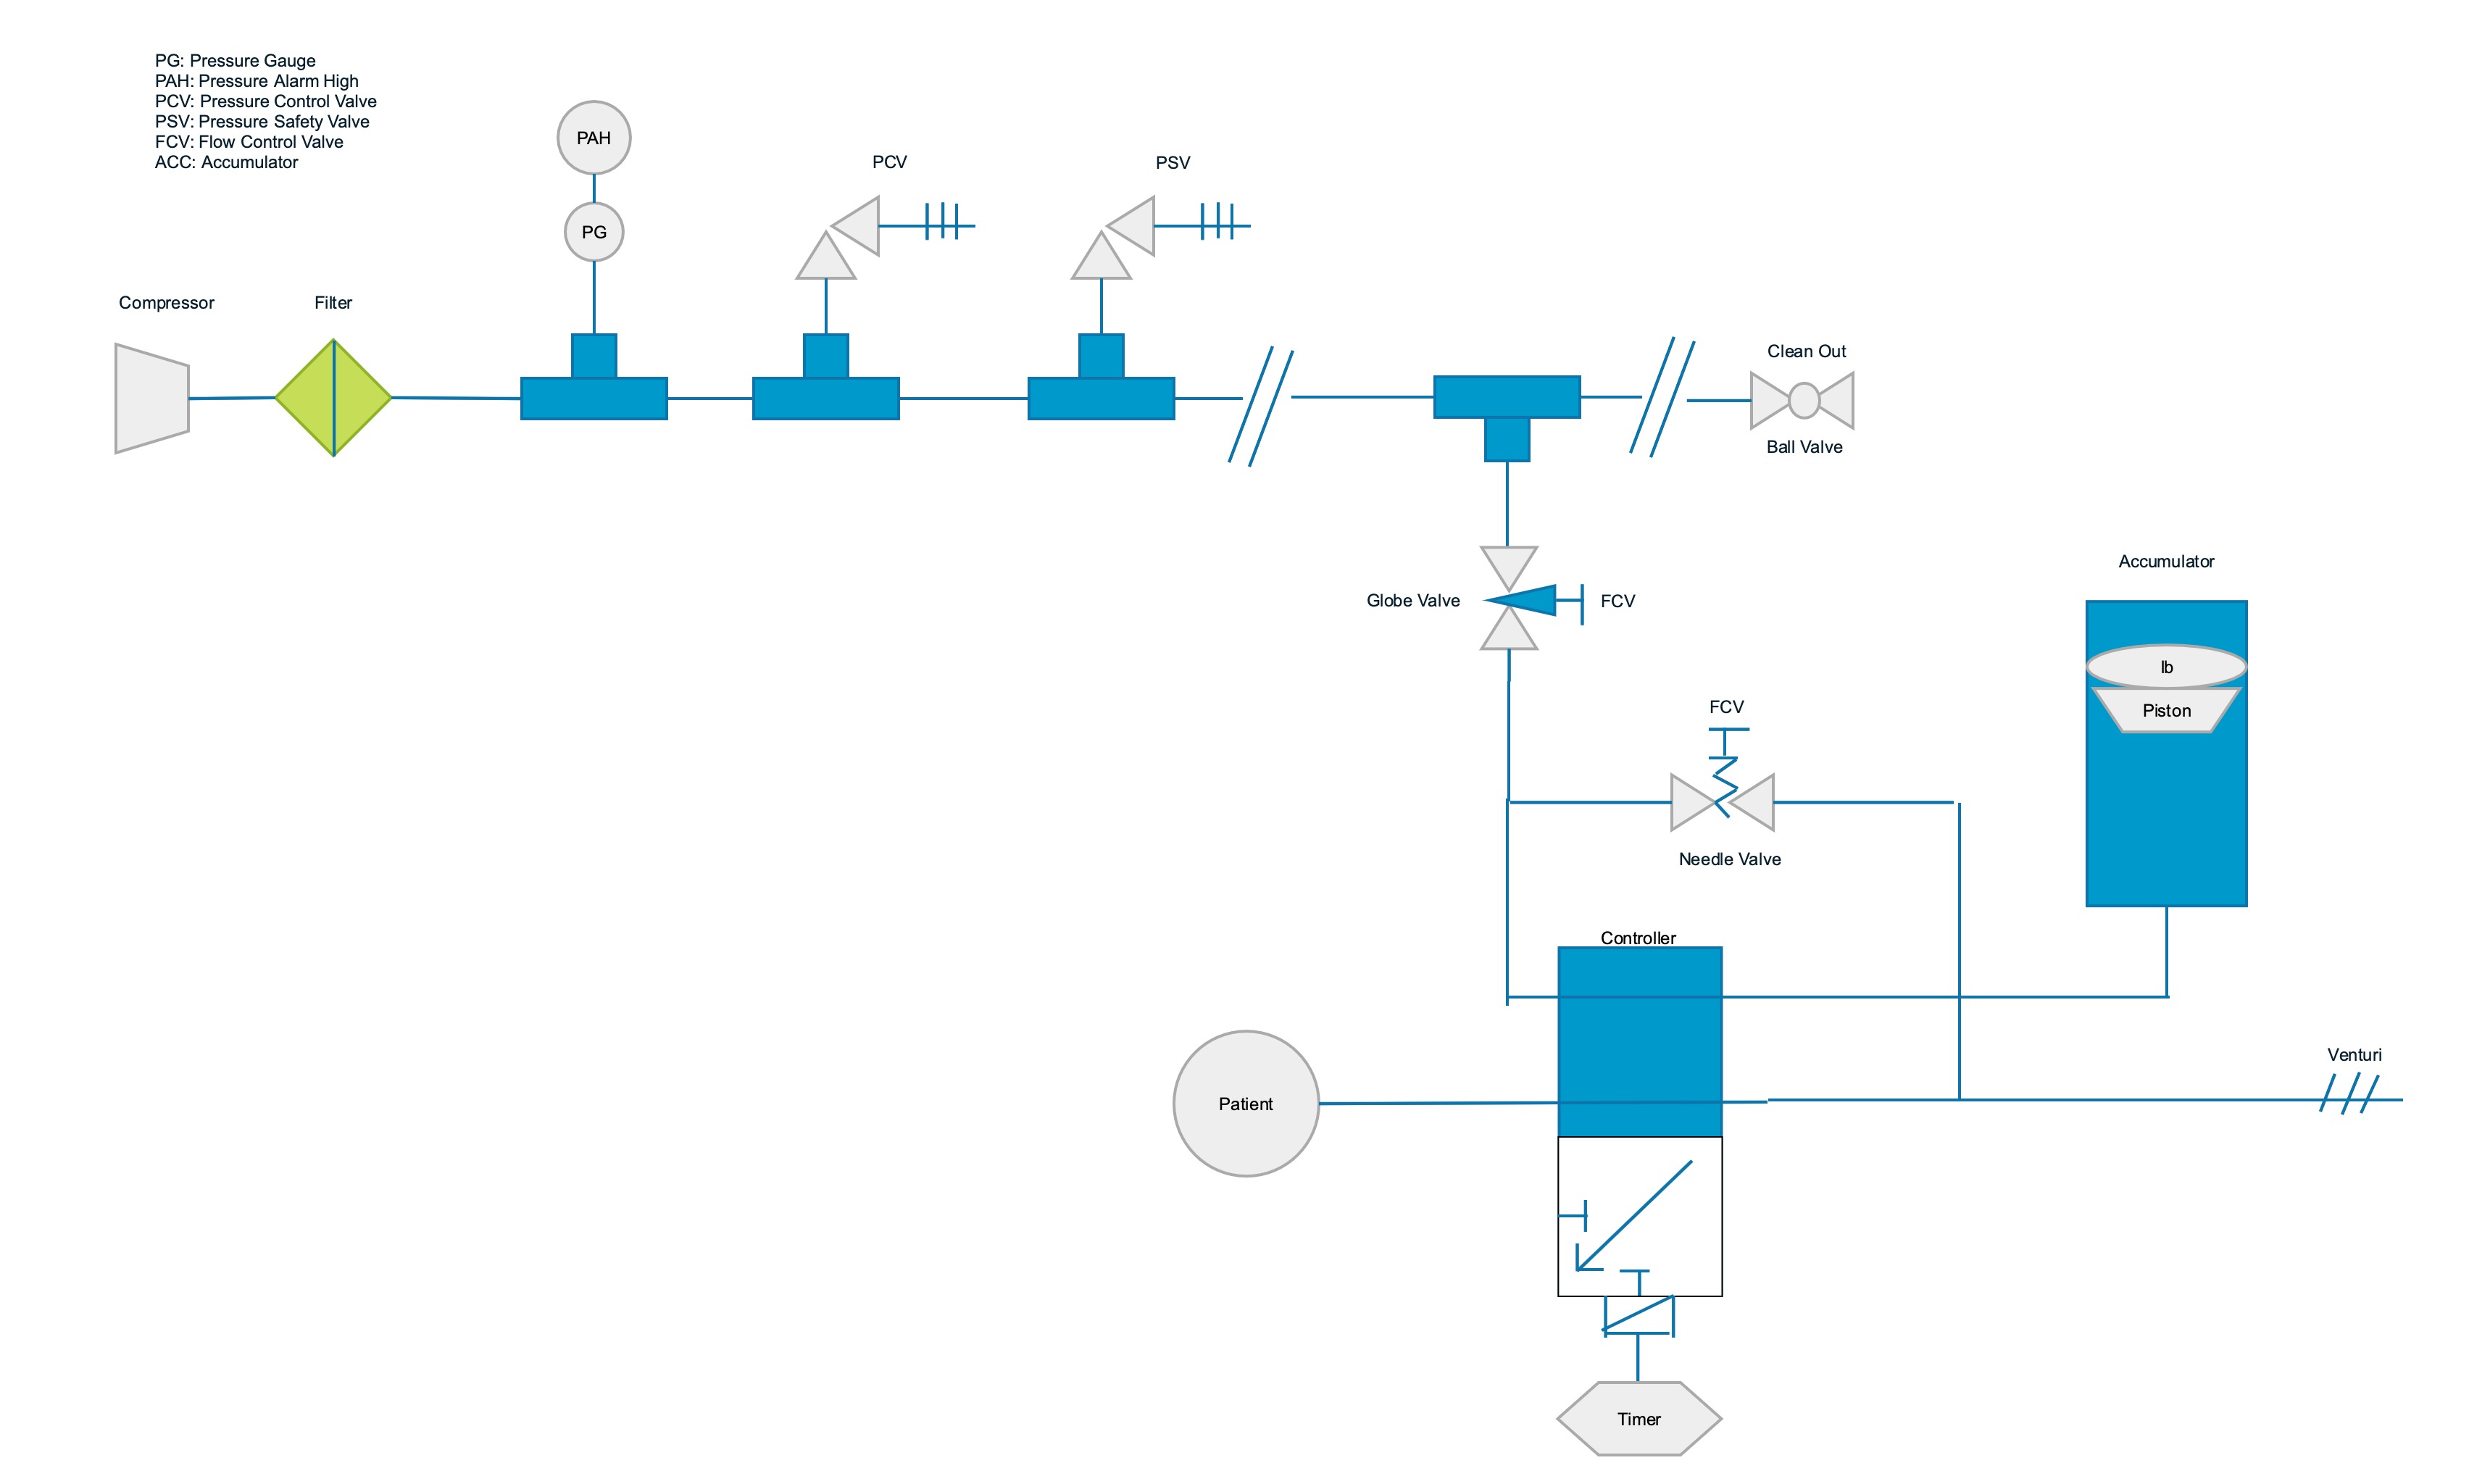 PG: Pressure Gauge
PAH: Pressure Alarm High
PCV: Pressure Control Valve
PSV: Pressure Safety Valve
FCV: Flow Control Valve
ACC: Accumulator
PAH
PCV
PSV
PG
Compressor
Filter
Clean Out
Ball Valve
Accumulator
Globe Valve
FCV
lb
Piston
FCV
Needle Valve
Controller
Venturi
Patient
Timer